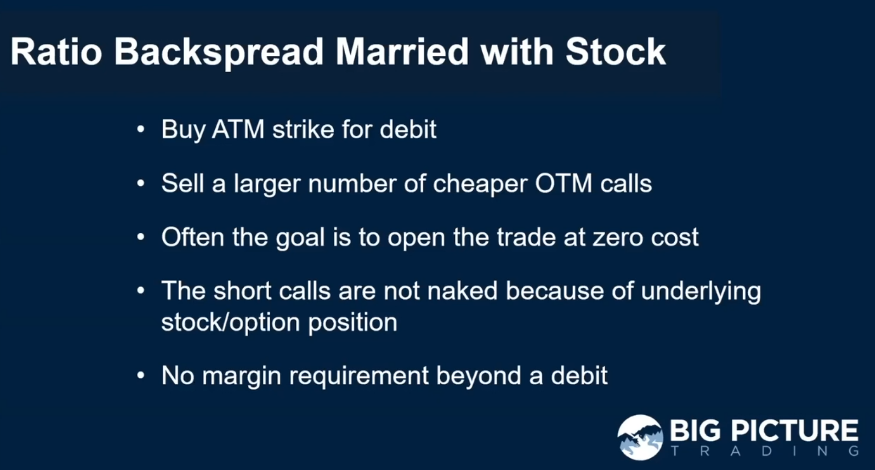 Ratio Backspread Married with Stock
• Buy ATM strike for debit
• Sell a larger number of cheaper OTM calls
• Often the goal is to open the trade at zero cost
• The short calls are not naked because of underlying
stock/option position
• No margin requirement beyond a debit
BIG PICTURE
TRADING